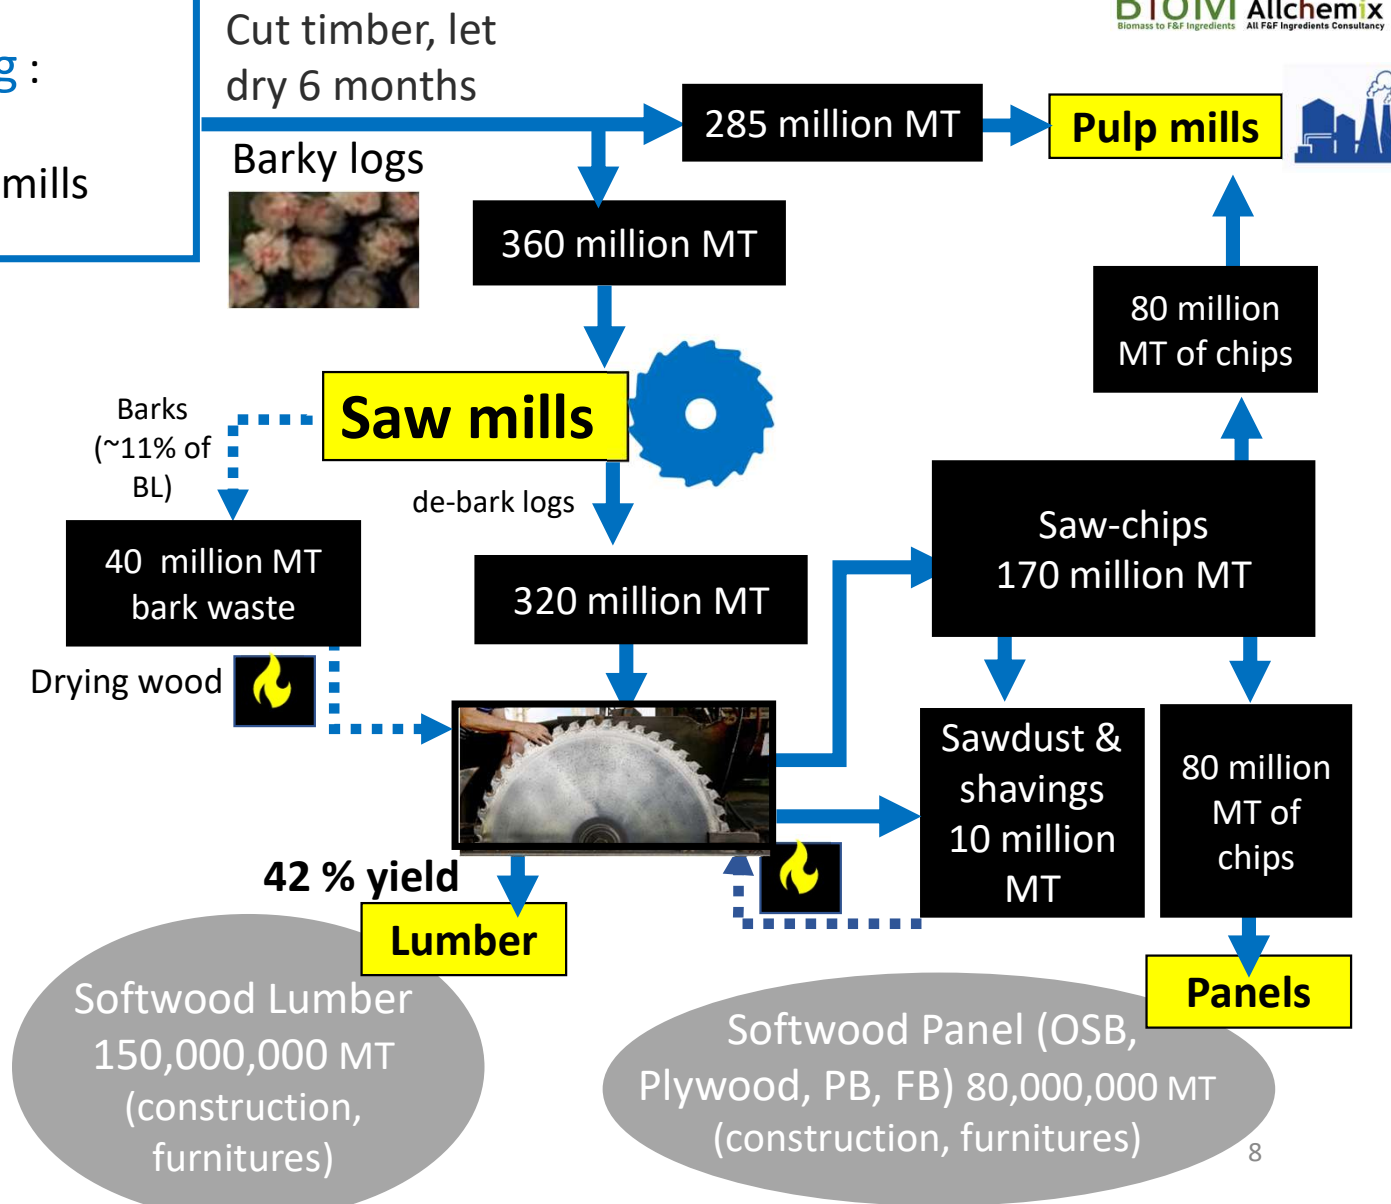 BIOM
Biomass to F&F Ingredients
Allchemix
All F&F Ingredients Consultancy
g :
mills
Cut timber, let
dry 6 months
Barky logs
285 million MT
Pulp mills
360 million MT
80 million
MT of chips
Saw mills
Barks
(~11% of
BL)
de-bark logs
40 million MT
bark waste
320 million MT
Saw-chips
170 million MT
Drying wood
Sawdust &
shavings
10 million
MT
80 million
MT of
chips
42 % yield
Lumber
Panels
Softwood Lumber
150,000,000 MT
(construction,
furnitures)
Softwood Panel (OSB,
Plywood, PB, FB) 80,000,000 MT
(construction, furnitures)
8